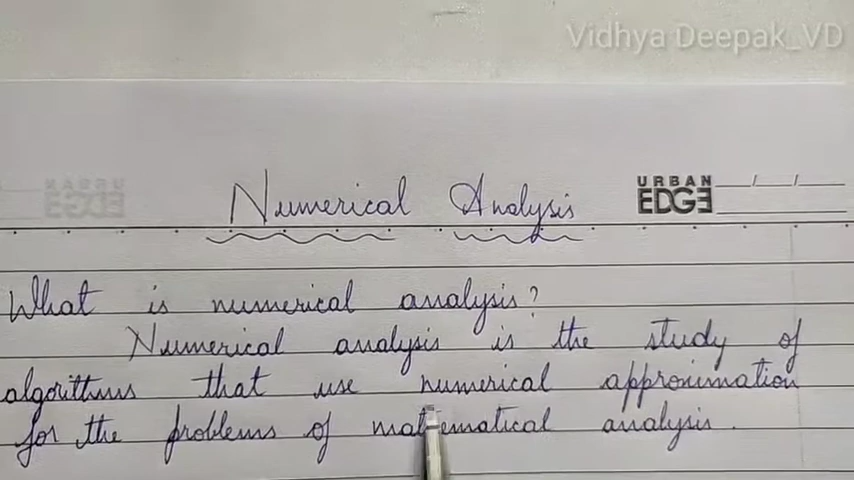 Vidhya Deepak_VD
Numerical Analysis
URBAN
EDGE
What is numerical analysis?
Numerical analysis is the study of
algorithms that use numerical approximation
for the problems of mathematical analysis.